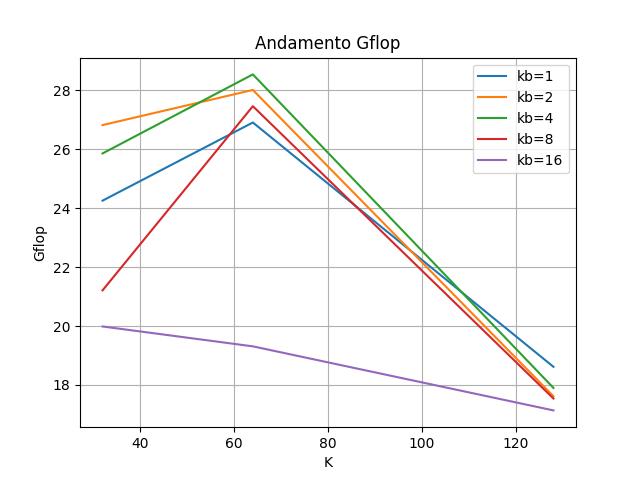 Andamento Gflop
kb=1
kb=2
kb=4
kb=8
kb=16
28
26
24
22
20
18
Gflop
40 60 80 100 120
K